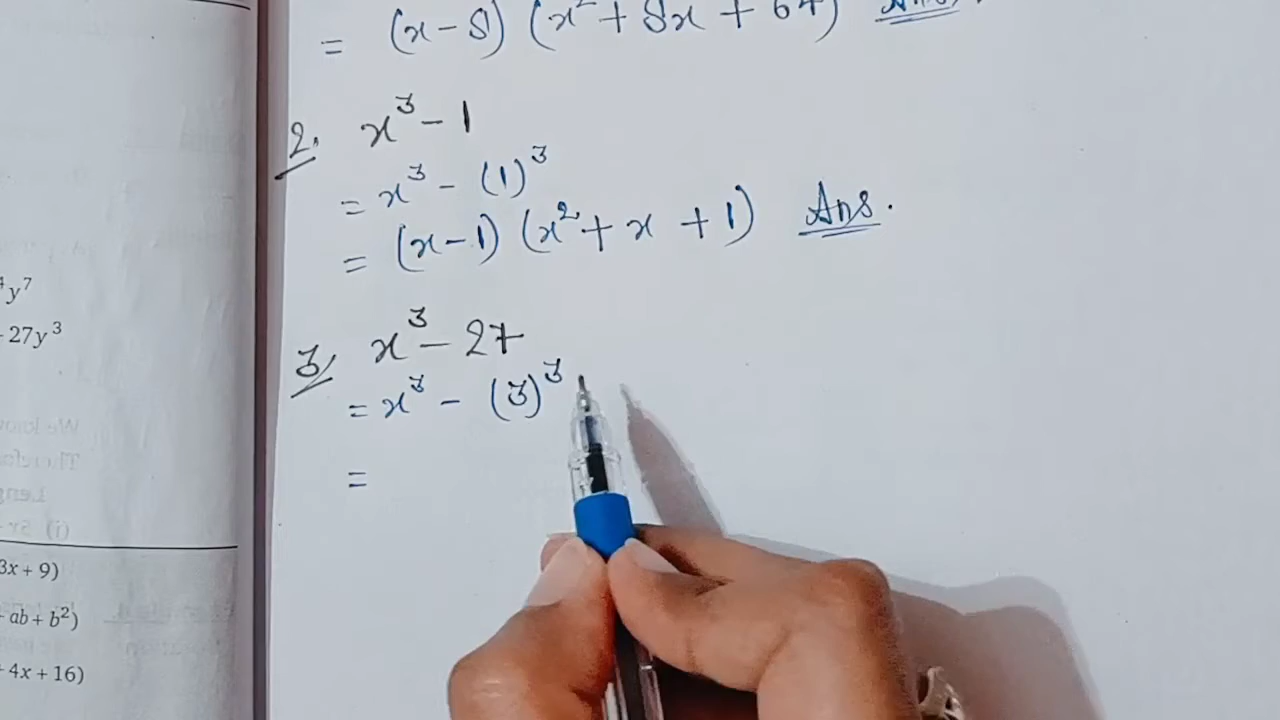 = (x-8) (x²+8x+64) Ans.
2. x³-1
= x³ - (1)³
= (x-1) (x²+x+1) Ans.
3/ x³-27
= x³ - (3)³
=
y⁷
27y³
3x + 9)
ab + b²)
4x + 16)